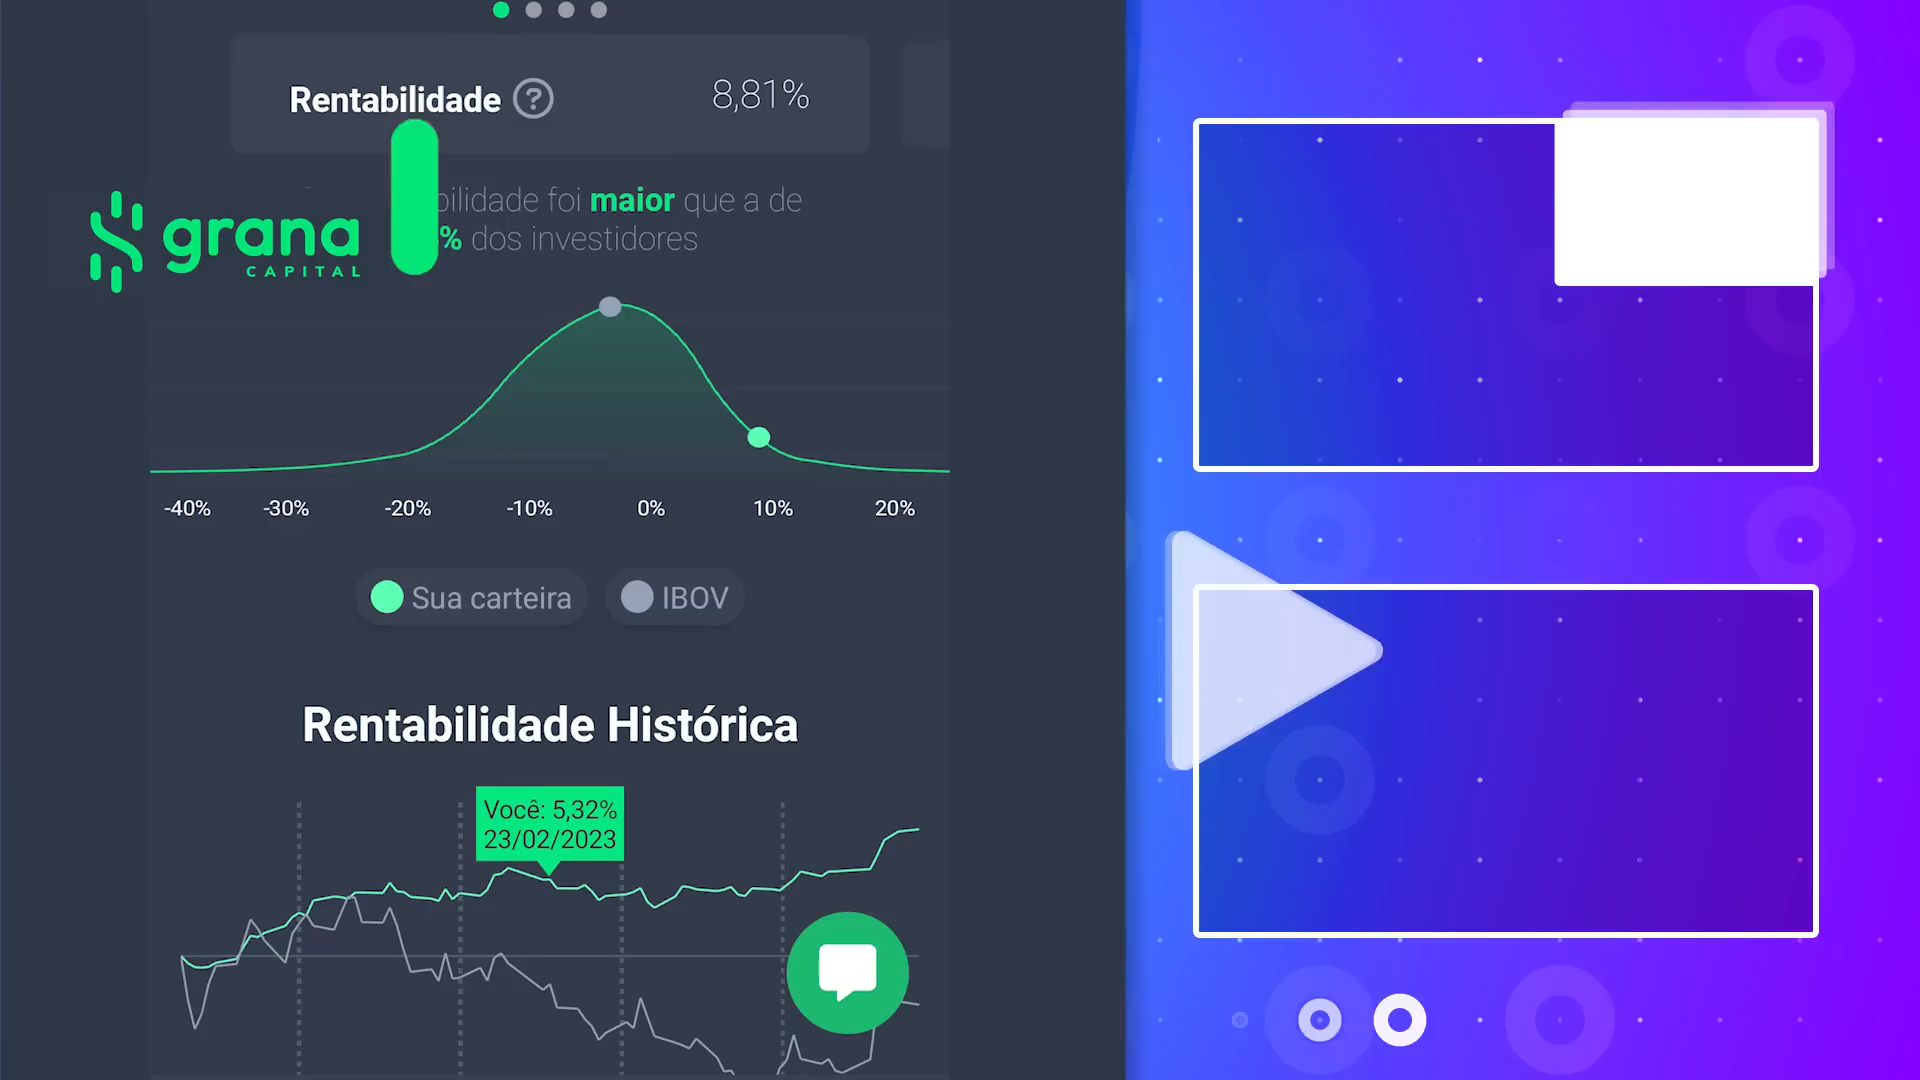 Rentabilidade ?
8,81%
foi maior que a de
% dos investidores
grana
CAPITAL
-40% -30% -20% -10% 0% 10% 20%
Sua carteira IBOV
Rentabilidade Histórica
Você: 5,32%
23/02/2023